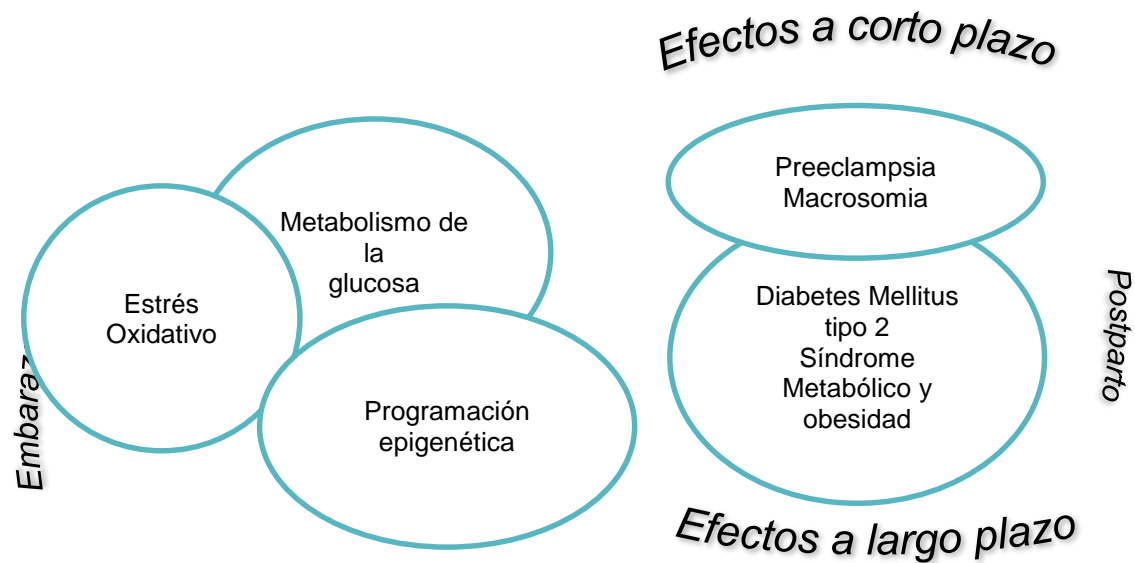 Efectos a corto plazo
Preeclampsia
Macrosomia
Metabolismo de
la
glucosa
Estrés
Oxidativo
Diabetes Mellitus
tipo 2
Síndrome
Metabólico y
obesidad
Postparto
Embaraz
Programación
epigenética
Efectos a largo plazo